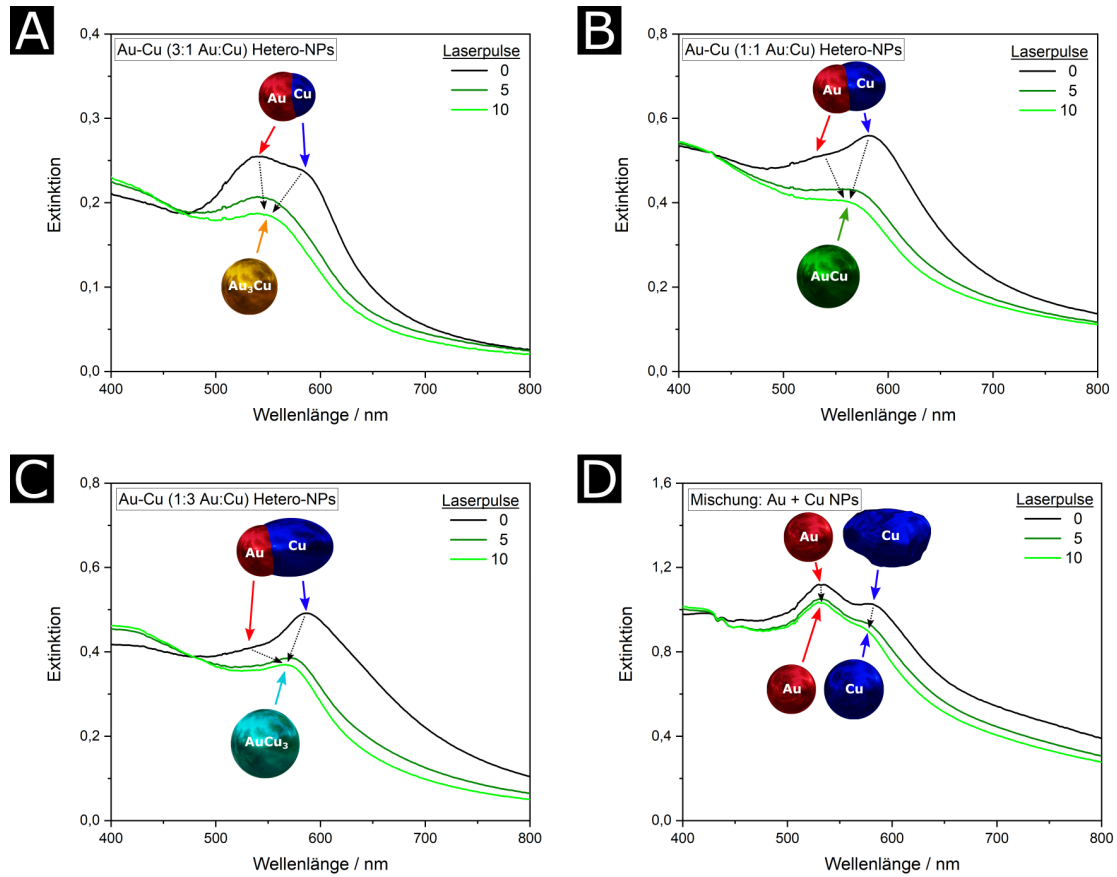 A
Au-Cu (3:1 Au:Cu) Hetero-NPs
Laserpulse
0
5
10
Au
Cu
Au₃Cu
0,4
0,3
0,2
0,1
0,0
Extinktion
400
500
600
700
800
Wellenlänge / nm
B
Au-Cu (1:1 Au:Cu) Hetero-NPs
Laserpulse
0
5
10
Au
Cu
AuCu
0,8
0,6
0,4
0,2
0,0
Extinktion
400
500
600
700
800
Wellenlänge / nm
C
Au-Cu (1:3 Au:Cu) Hetero-NPs
Laserpulse
0
5
10
Au
Cu
AuCu₃
0,8
0,6
0,4
0,2
0,0
Extinktion
400
500
600
700
800
Wellenlänge / nm
D
Mischung: Au + Cu NPs
Laserpulse
0
5
10
Au
Cu
Au
Cu
1,6
1,2
0,8
0,4
0,0
Extinktion
400
500
600
700
800
Wellenlänge / nm